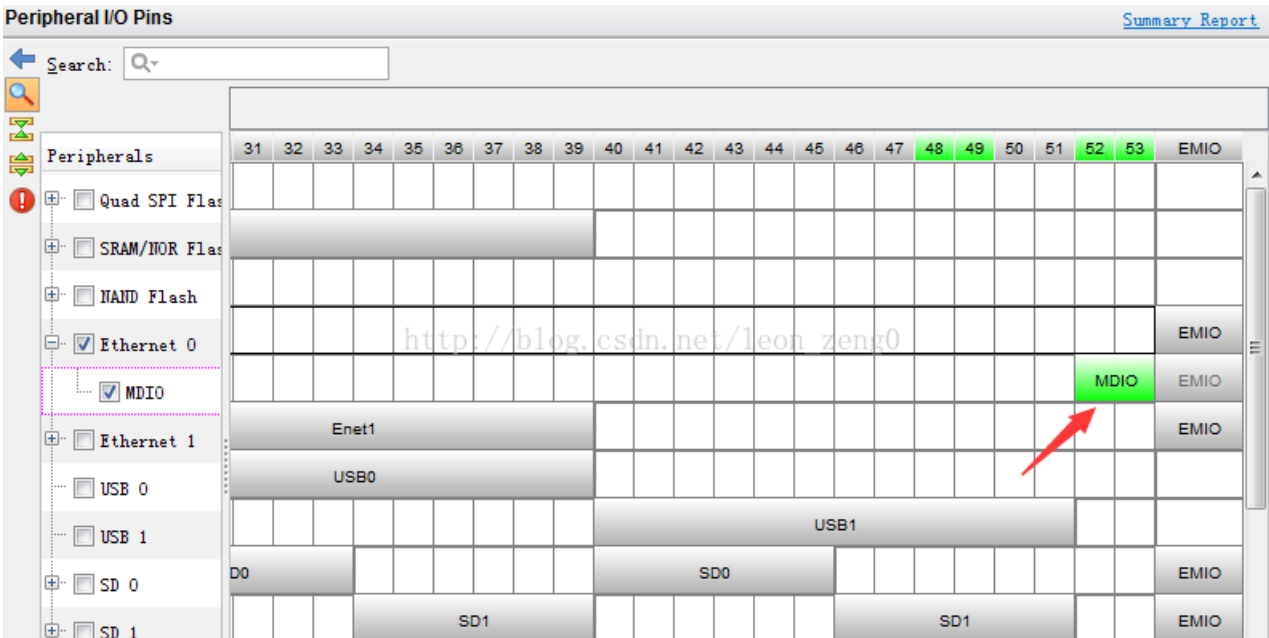 Peripheral I/O Pins
Summary Report
Search:
Peripherals 31 32 33 34 35 36 37 38 39 40 41 42 43 44 45 46 47 48 49 50 51 52 53 EMIO
Quad SPI Flas
SRAM/NOR Flas
NAND Flash
http://blog.csdn.net/leon_zeng0
Ethernet 0 EMIO
MDIO MDIO EMIO
Ethernet 1 Enet1 EMIO
USB 0 USB0
USB 1 USB1
SD 0 D0 SD0 EMIO
SD 1 SD1 SD1 EMIO